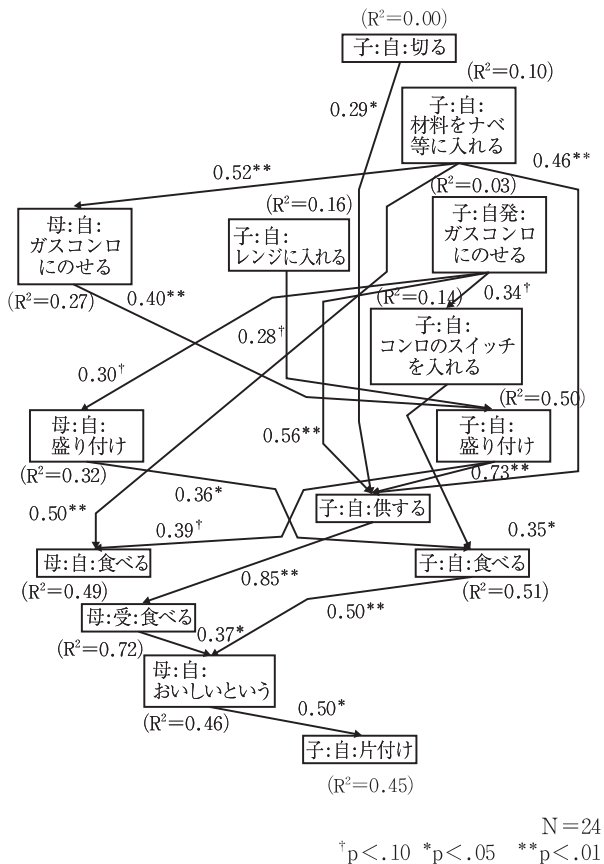 (R²=0.00)
子:自:切る
(R²=0.10)
子:自:
材料をナベ
等に入れる
0.29*
0.46**
0.52**
(R²=0.03)
(R²=0.16)
母:自:
ガスコンロ
にのせる
子:自:
レンジに入れる
子:自発:
ガスコンロ
にのせる
(R²=0.27)
0.40**
(R²=0.14)
0.34†
0.28†
子:自:
コンロのスイッチ
を入れる
0.30†
(R²=0.50)
母:自:
盛り付け
子:自:
盛り付け
0.56**
(R²=0.32)
0.73**
0.36*
子:自:供する
0.50**
0.39†
0.35*
母:自:食べる
子:自:食べる
(R²=0.49)
0.85**
(R²=0.51)
母:受:食べる
0.50**
0.37*
(R²=0.72)
母:自:
おいしいという
(R²=0.46)
0.50*
子:自:片付け
(R²=0.45)
N=24
†p<.10 *p<.05 **p<.01